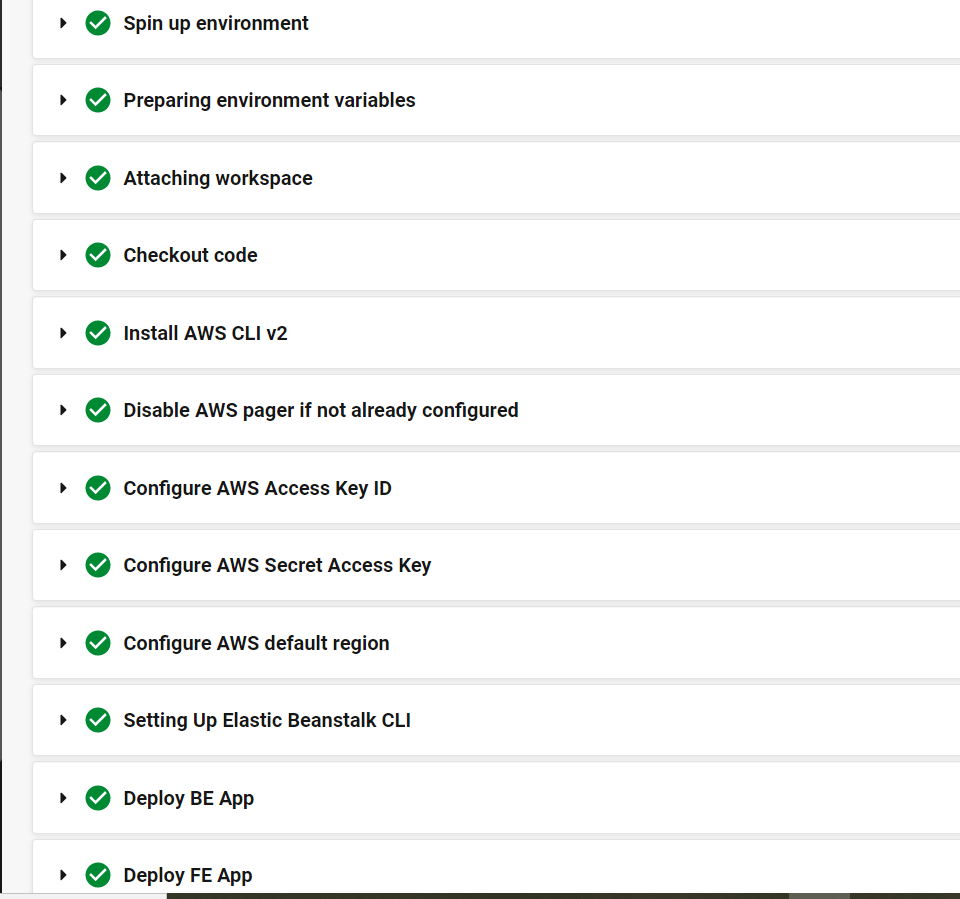 Spin up environment
Preparing environment variables
Attaching workspace
Checkout code
Install AWS CLI v2
Disable AWS pager if not already configured
Configure AWS Access Key ID
Configure AWS Secret Access Key
Configure AWS default region
Setting Up Elastic Beanstalk CLI
Deploy BE App
Deploy FE App